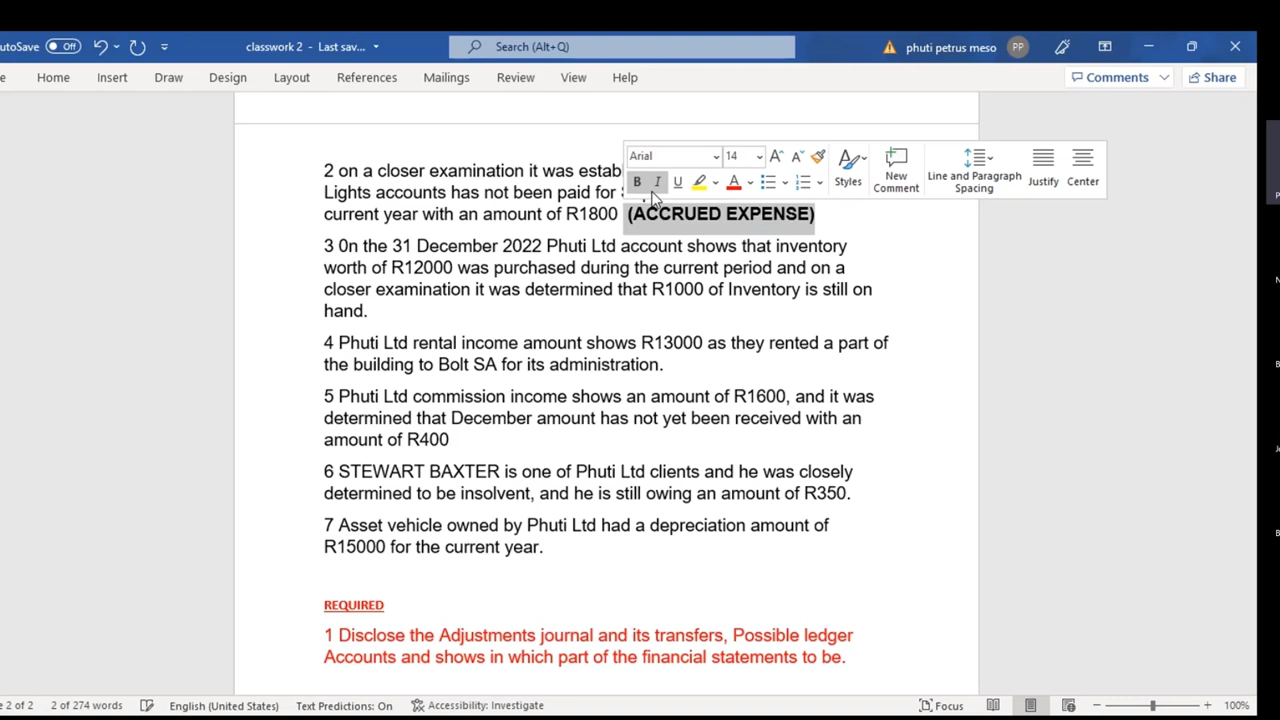 utoSave Off classwork 2 - Last sav... Search (Alt+Q) phuti petrus meso PP
Home Insert Draw Design Layout References Mailings Review View Help Comments Share
Arial 14
B I U A Styles New Comment Line and Paragraph Spacing Justify Center
2 on a closer examination it was estab
Lights accounts has not been paid for
current year with an amount of R1800 (ACCRUED EXPENSE)
3 0n the 31 December 2022 Phuti Ltd account shows that inventory
worth of R12000 was purchased during the current period and on a
closer examination it was determined that R1000 of Inventory is still on
hand.
4 Phuti Ltd rental income amount shows R13000 as they rented a part of
the building to Bolt SA for its administration.
5 Phuti Ltd commission income shows an amount of R1600, and it was
determined that December amount has not yet been received with an
amount of R400
6 STEWART BAXTER is one of Phuti Ltd clients and he was closely
determined to be insolvent, and he is still owing an amount of R350.
7 Asset vehicle owned by Phuti Ltd had a depreciation amount of
R15000 for the current year.
REQUIRED
1 Disclose the Adjustments journal and its transfers, Possible ledger
Accounts and shows in which part of the financial statements to be.
e 2 of 2 2 of 274 words English (United States) Text Predictions: On Accessibility: Investigate Focus 100%